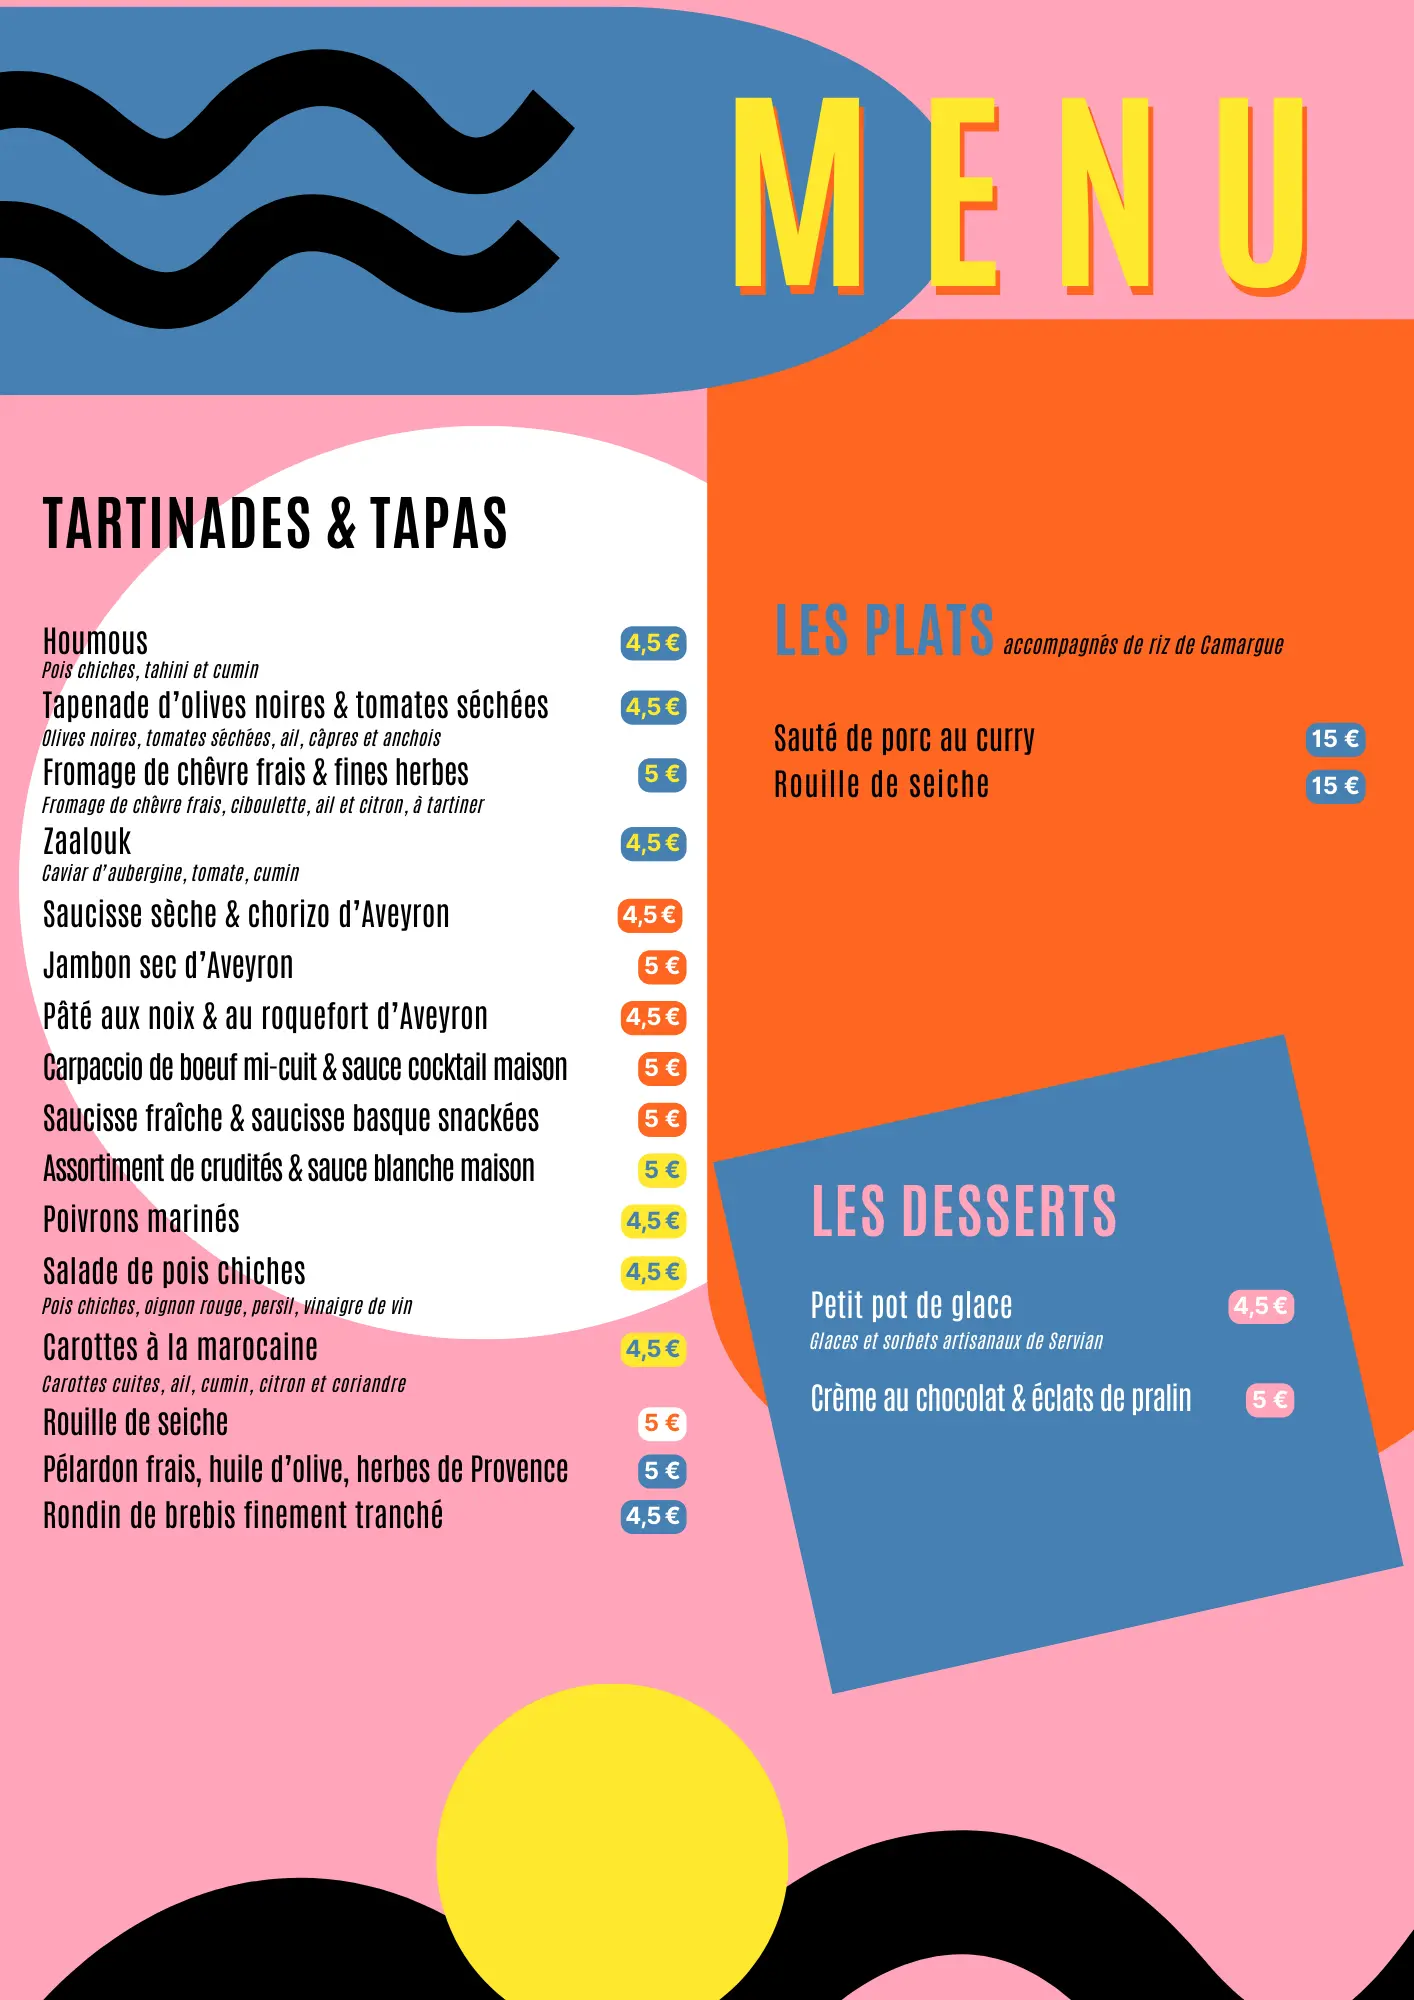 MENU
TARTINADES & TAPAS
Houmous 4,5 €
Pois chiches, tahini et cumin
Tapenade d’olives noires & tomates séchées 4,5 €
Olives noires, tomates séchées, ail, câpres et anchois
Fromage de chêvre frais & fines herbes 5 €
Fromage de chêvre frais, ciboulette, ail et citron, à tartiner
Zaalouk 4,5 €
Caviar d’aubergine, tomate, cumin
Saucisse sèche & chorizo d’Aveyron 4,5 €
Jambon sec d’Aveyron 5 €
Pâté aux noix & au roquefort d’Aveyron 4,5 €
Carpaccio de boeuf mi-cuit & sauce cocktail maison 5 €
Saucisse fraîche & saucisse basque snackées 5 €
Assortiment de crudités & sauce blanche maison 5 €
Poivrons marinés 4,5 €
Salade de pois chiches 4,5 €
Pois chiches, oignon rouge, persil, vinaigre de vin
Carottes à la marocaine 4,5 €
Carottes cuites, ail, cumin, citron et coriandre
Rouille de seiche 5 €
Pélardon frais, huile d’olive, herbes de Provence 5 €
Rondin de brebis finement tranché 4,5 €
LES PLATS accompagnés de riz de Camargue
Sauté de porc au curry 15 €
Rouille de seiche 15 €
LES DESSERTS
Petit pot de glace 4,5 €
Glaces et sorbets artisanaux de Servian
Crème au chocolat & éclats de pralin 5 €